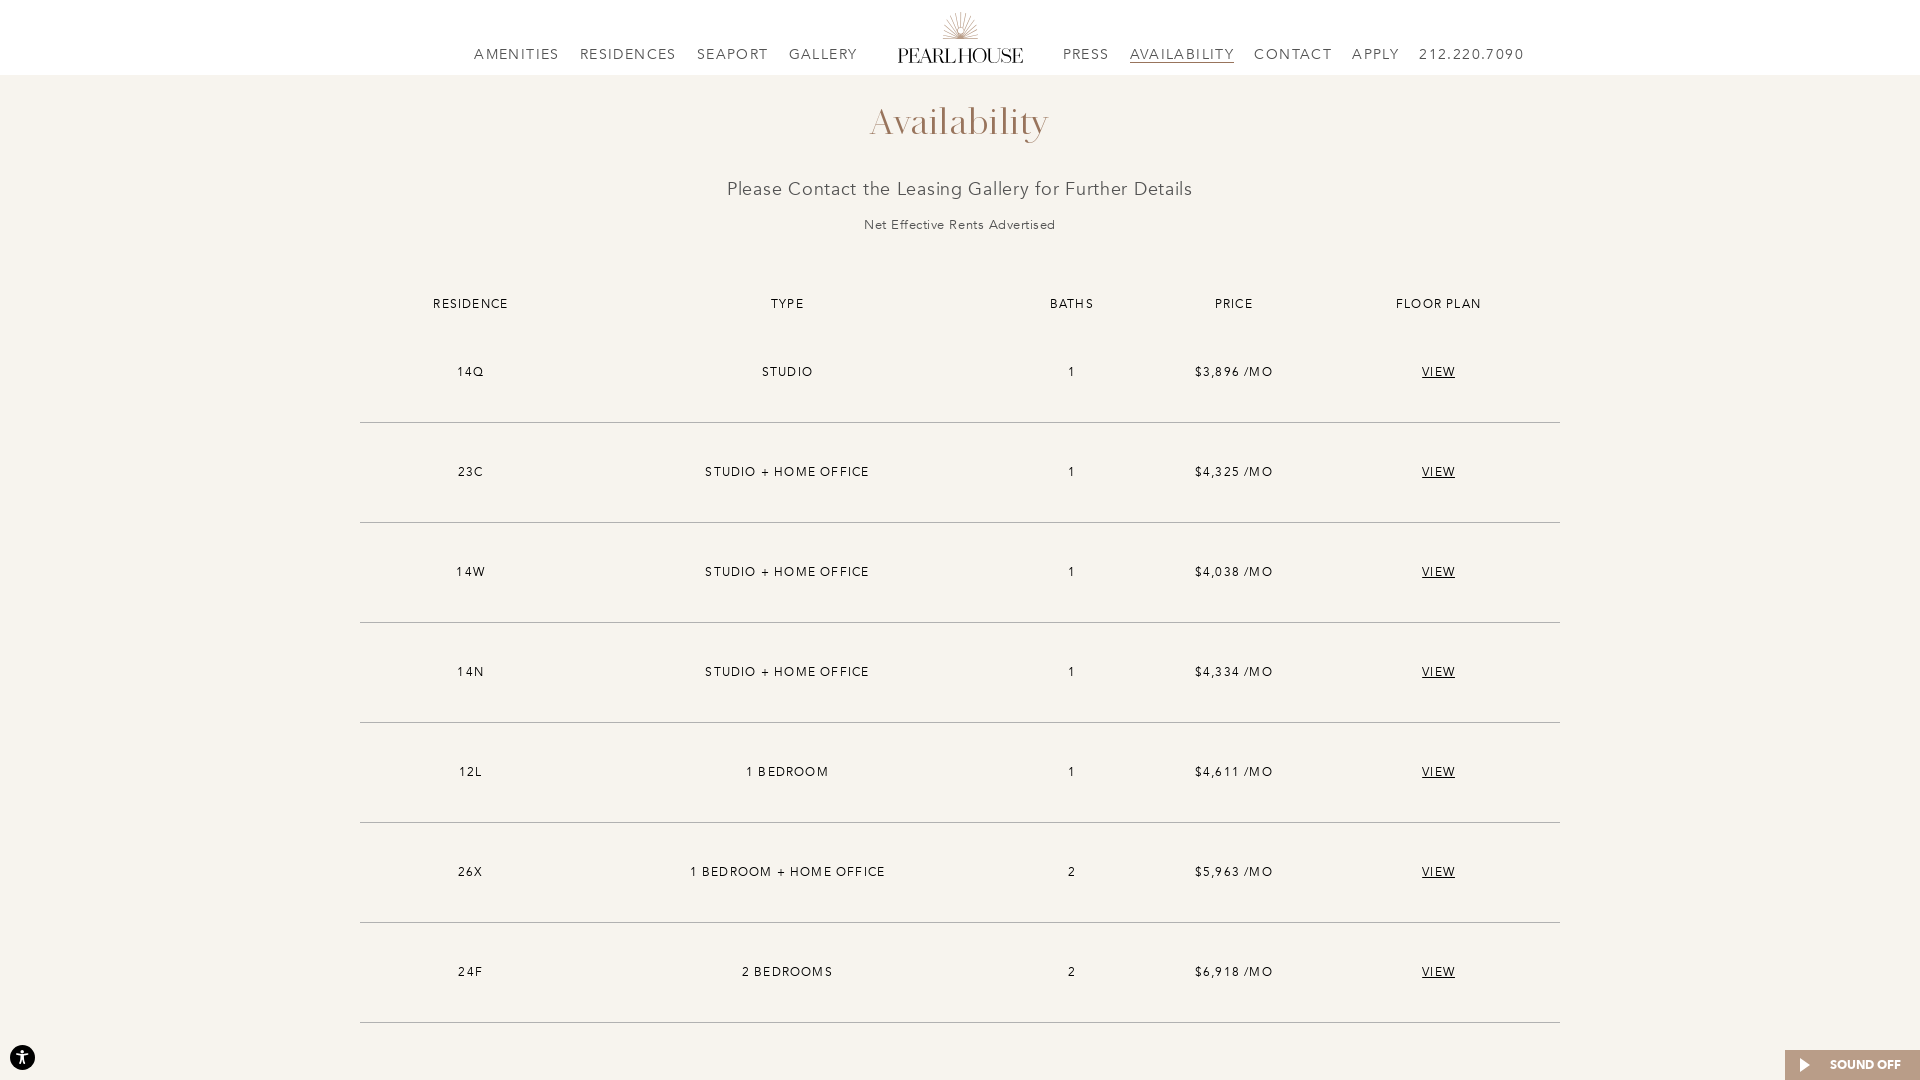 AMENITIES RESIDENCES SEAPORT GALLERY PEARL HOUSE PRESS AVAILABILITY CONTACT APPLY 212.220.7090
Availability
Please Contact the Leasing Gallery for Further Details
Net Effective Rents Advertised
RESIDENCE TYPE BATHS PRICE FLOOR PLAN
14Q STUDIO 1 $3,896 /MO VIEW
23C STUDIO + HOME OFFICE 1 $4,325 /MO VIEW
14W STUDIO + HOME OFFICE 1 $4,038 /MO VIEW
14N STUDIO + HOME OFFICE 1 $4,334 /MO VIEW
12L 1 BEDROOM 1 $4,611 /MO VIEW
26X 1 BEDROOM + HOME OFFICE 2 $5,963 /MO VIEW
24F 2 BEDROOMS 2 $6,918 /MO VIEW
SOUND OFF